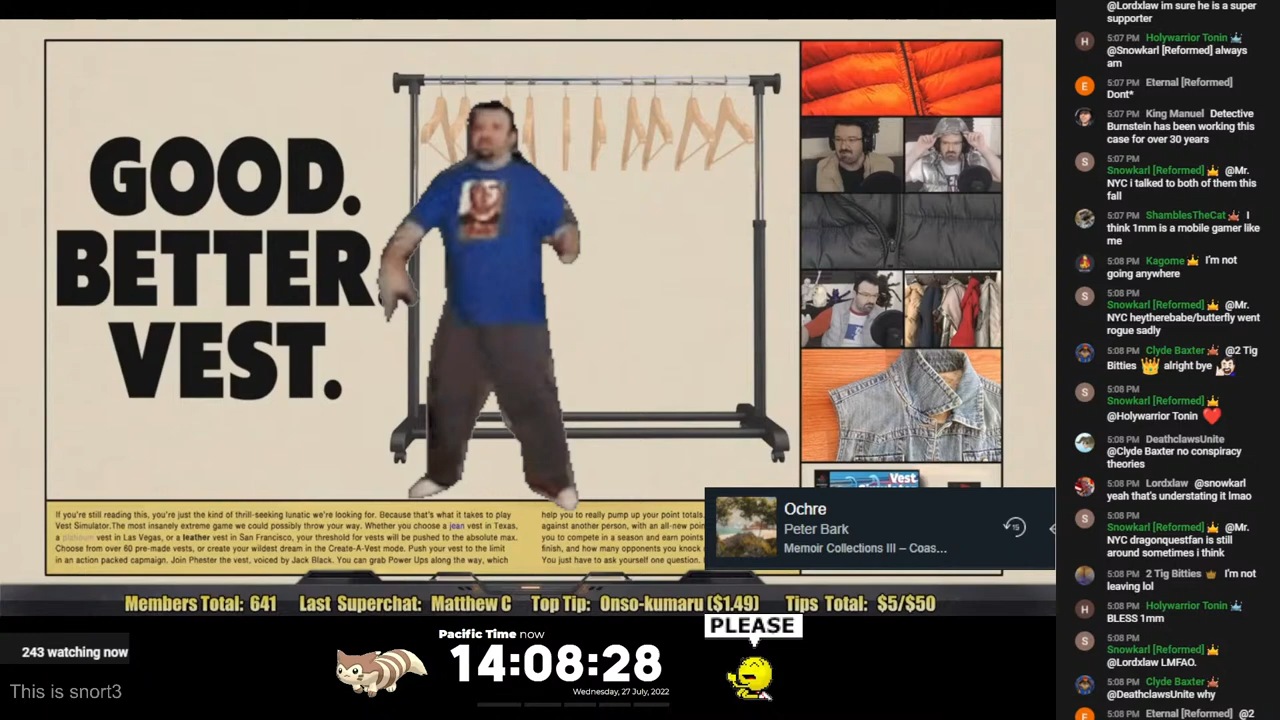 GOOD.
BETTER.
VEST.
If you're still reading this, you're just the kind of thrill-seeking lunatic we're looking for. Because that's what it takes to play
Vest Simulator.The most insanely extreme game we could possibly throw your way. Whether you choose a jean vest in Texas,
a platinum vest in Las Vegas, or a leather vest in San Francisco, your threshold for vests will be pushed to the absolute max.
Choose from over 60 pre-made vests, or create your wildest dream in the Create-A-Vest mode. Push your vest to the limit
in an action packed capmaign. Join Phester the vest, voiced by Jack Black. You can grab Power Ups along the way, which
help you to really pump up your point totals.
against another person, with an all-new poin
you to compete in a season and earn points
finish, and how many opponents you knock
You just have to ask yourself one question.
Vest
Ochre
Peter Bark
Memoir Collections III – Coas...
15
Members Total: 641 Last Superchat: Matthew C Top Tip: Onso-kumaru ($1.49) Tips Total: $5/$50
243 watching now
This is snort3
Pacific Time now
14:08:28
Wednesday, 27 July, 2022
PLEASE
@Lordxlaw im sure he is a super
supporter
H 5:07 PM Holywarrior Tonin
@Snowkarl [Reformed] always
am
E 5:07 PM Eternal [Reformed]
Dont*
5:07 PM King Manuel Detective
Burnstein has been working this
case for over 30 years
S 5:07 PM
Snowkarl [Reformed] @Mr.
NYC i talked to both of them this
fall
5:07 PM ShamblesTheCat I
think 1mm is a mobile gamer like
me
5:08 PM Kagome I'm not
going anywhere
S 5:08 PM
Snowkarl [Reformed] @Mr.
NYC heytherebabe/butterfly went
rogue sadly
5:08 PM Clyde Baxter @2 Tig
Bitties alright bye
S 5:08 PM
Snowkarl [Reformed]
@Holywarrior Tonin
5:08 PM DeathclawsUnite
@Clyde Baxter no conspiracy
theories
5:08 PM Lordxlaw @snowkarl
yeah that's understating it lmao
S 5:08 PM
Snowkarl [Reformed] @Mr.
NYC dragonquestfan is still
around sometimes i think
5:08 PM 2 Tig Bitties I'm not
leaving lol
H 5:08 PM Holywarrior Tonin
BLESS 1mm
S 5:08 PM
Snowkarl [Reformed]
@Lordxlaw LMFAO.
5:08 PM Clyde Baxter
@DeathclawsUnite why
E 5:08 PM Eternal [Reformed] @2